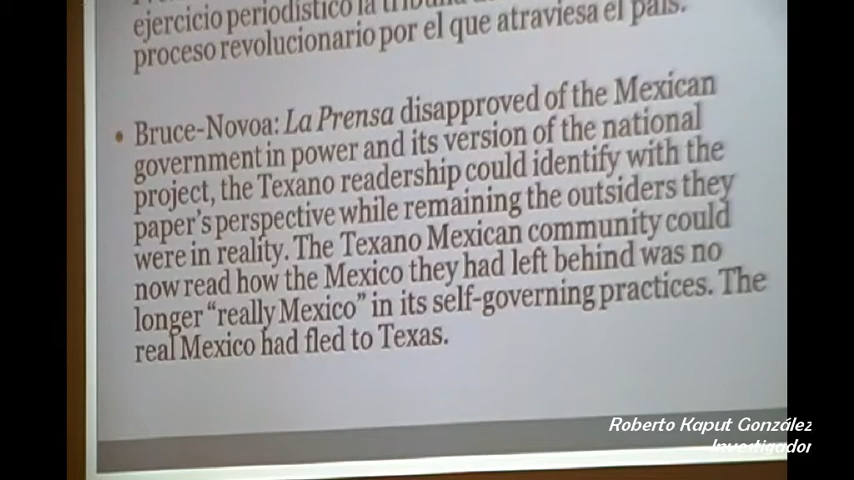 ejercicio periodístico la
proceso revolucionario por el que atraviesa el país.
• Bruce-Novoa: La Prensa disapproved of the Mexican
government in power and its version of the national
project, the Texano readership could identify with the
paper's perspective while remaining the outsiders they
were in reality. The Texano Mexican community could
now read how the Mexico they had left behind was no
longer “really Mexico” in its self-governing practices. The
real Mexico had fled to Texas.
Roberto Kaput González
Investigador